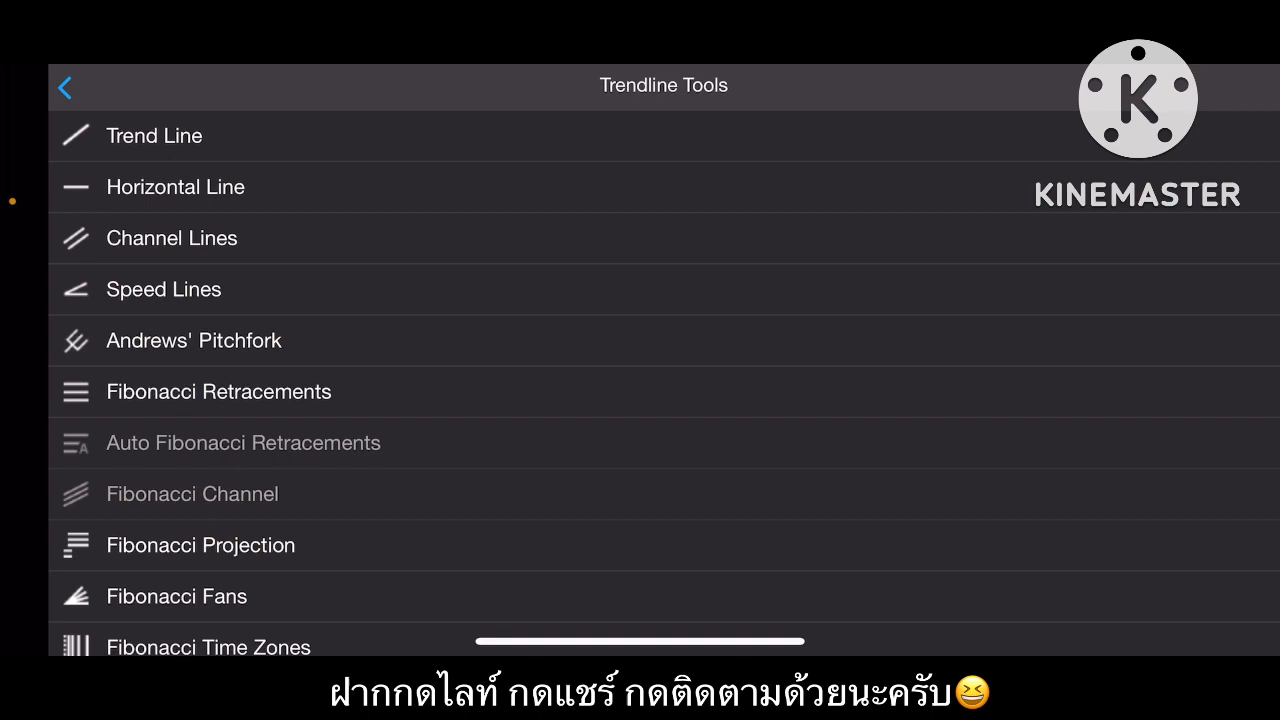 Trendline Tools
Trend Line
Horizontal Line
Channel Lines
Speed Lines
Andrews' Pitchfork
Fibonacci Retracements
Auto Fibonacci Retracements
Fibonacci Channel
Fibonacci Projection
Fibonacci Fans
Fibonacci Time Zones
K
KINEMASTER
ฝากกดไลท์ กดแชร์ กดติดตามด้วยนะครับ😆